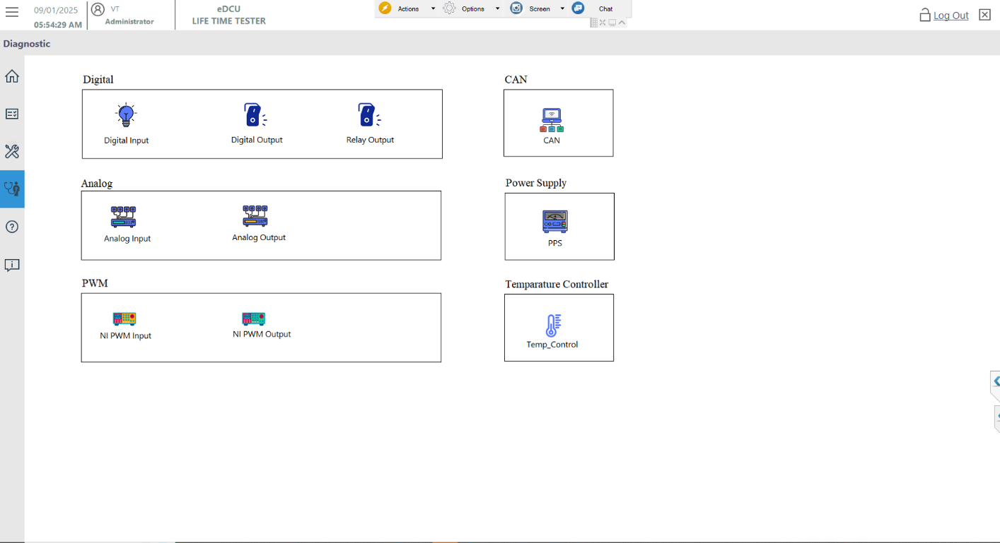 09/01/2025
05:54:29 AM
VT
Administrator
eDCU
LIFE TIME TESTER
Actions
Options
Screen
Chat
Log Out
Diagnostic
Digital
Digital Input
Digital Output
Relay Output
CAN
CAN
Analog
Analog Input
Analog Output
Power Supply
PPS
PWM
NI PWM Input
NI PWM Output
Temparature Controller
Temp_Control